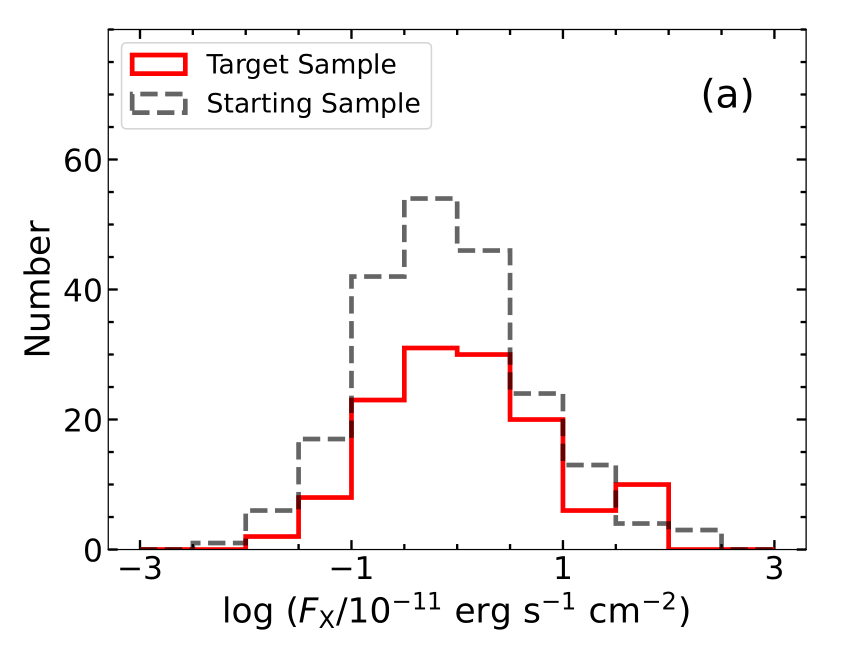 Target Sample
Starting Sample
(a)
60
40
20
0
−3
−1
1
3
Number
log (F_X/10^−11 erg s^−1 cm^−2)